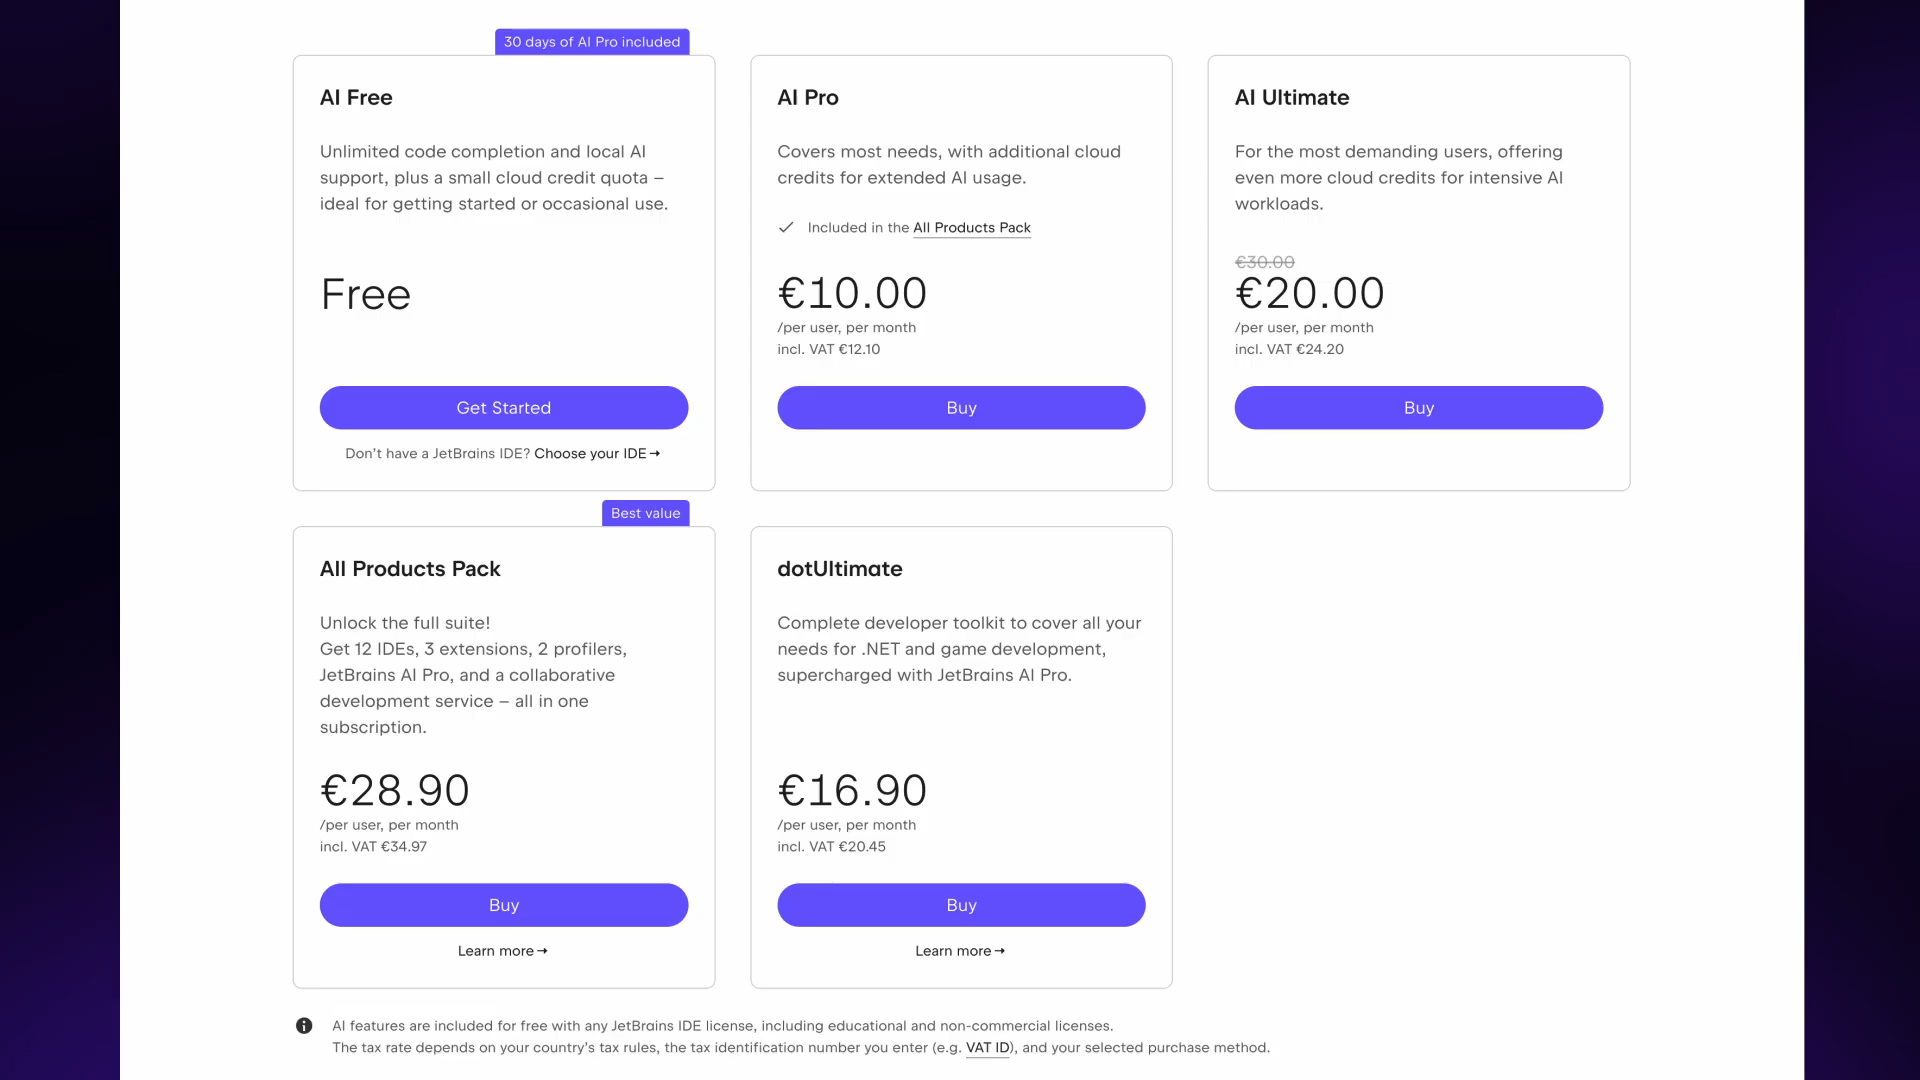 30 days of AI Pro included
AI Free
Unlimited code completion and local AI
support, plus a small cloud credit quota –
ideal for getting started or occasional use.
Free
Get Started
Don't have a JetBrains IDE? Choose your IDE→
AI Pro
Covers most needs, with additional cloud
credits for extended AI usage.
Included in the All Products Pack
€10.00
/per user, per month
incl. VAT €12.10
Buy
AI Ultimate
For the most demanding users, offering
even more cloud credits for intensive AI
workloads.
€30.00
€20.00
/per user, per month
incl. VAT €24.20
Buy
Best value
All Products Pack
Unlock the full suite!
Get 12 IDEs, 3 extensions, 2 profilers,
JetBrains AI Pro, and a collaborative
development service – all in one
subscription.
€28.90
/per user, per month
incl. VAT €34.97
Buy
Learn more→
dotUltimate
Complete developer toolkit to cover all your
needs for .NET and game development,
supercharged with JetBrains AI Pro.
€16.90
/per user, per month
incl. VAT €20.45
Buy
Learn more→
AI features are included for free with any JetBrains IDE license, including educational and non-commercial licenses.
The tax rate depends on your country's tax rules, the tax identification number you enter (e.g. VAT ID), and your selected purchase method.